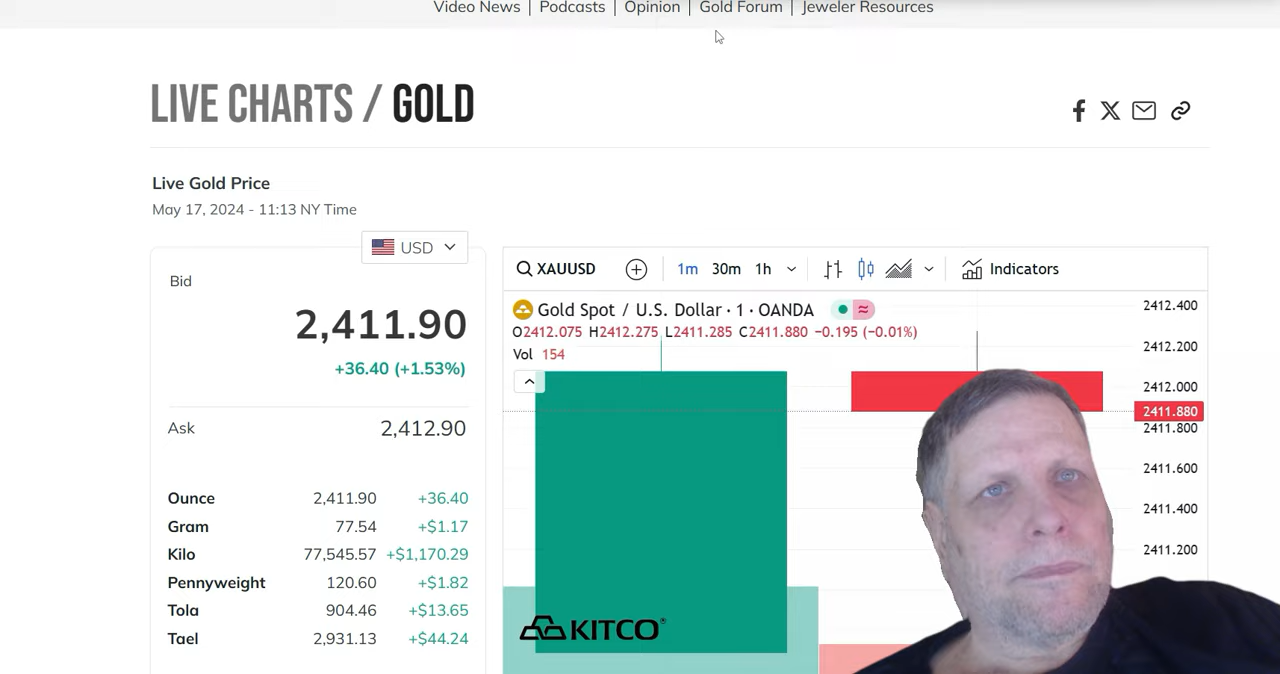 Video News | Podcasts | Opinion | Gold Forum | Jeweler Resources
LIVE CHARTS / GOLD
Live Gold Price
May 17, 2024 - 11:13 NY Time
USD
Bid
2,411.90
+36.40 (+1.53%)
Ask 2,412.90
Ounce 2,411.90 +36.40
Gram 77.54 +$1.17
Kilo 77,545.57 +$1,170.29
Pennyweight 120.60 +$1.82
Tola 904.46 +$13.65
Tael 2,931.13 +$44.24
XAUUSD 1m 30m 1h Indicators
Gold Spot / U.S. Dollar · 1 · OANDA
O2412.075 H2412.275 L2411.285 C2411.880 −0.195 (−0.01%)
Vol 154
2412.400
2412.200
2412.000
2411.880
2411.800
2411.600
2411.400
2411.200
KITCO®